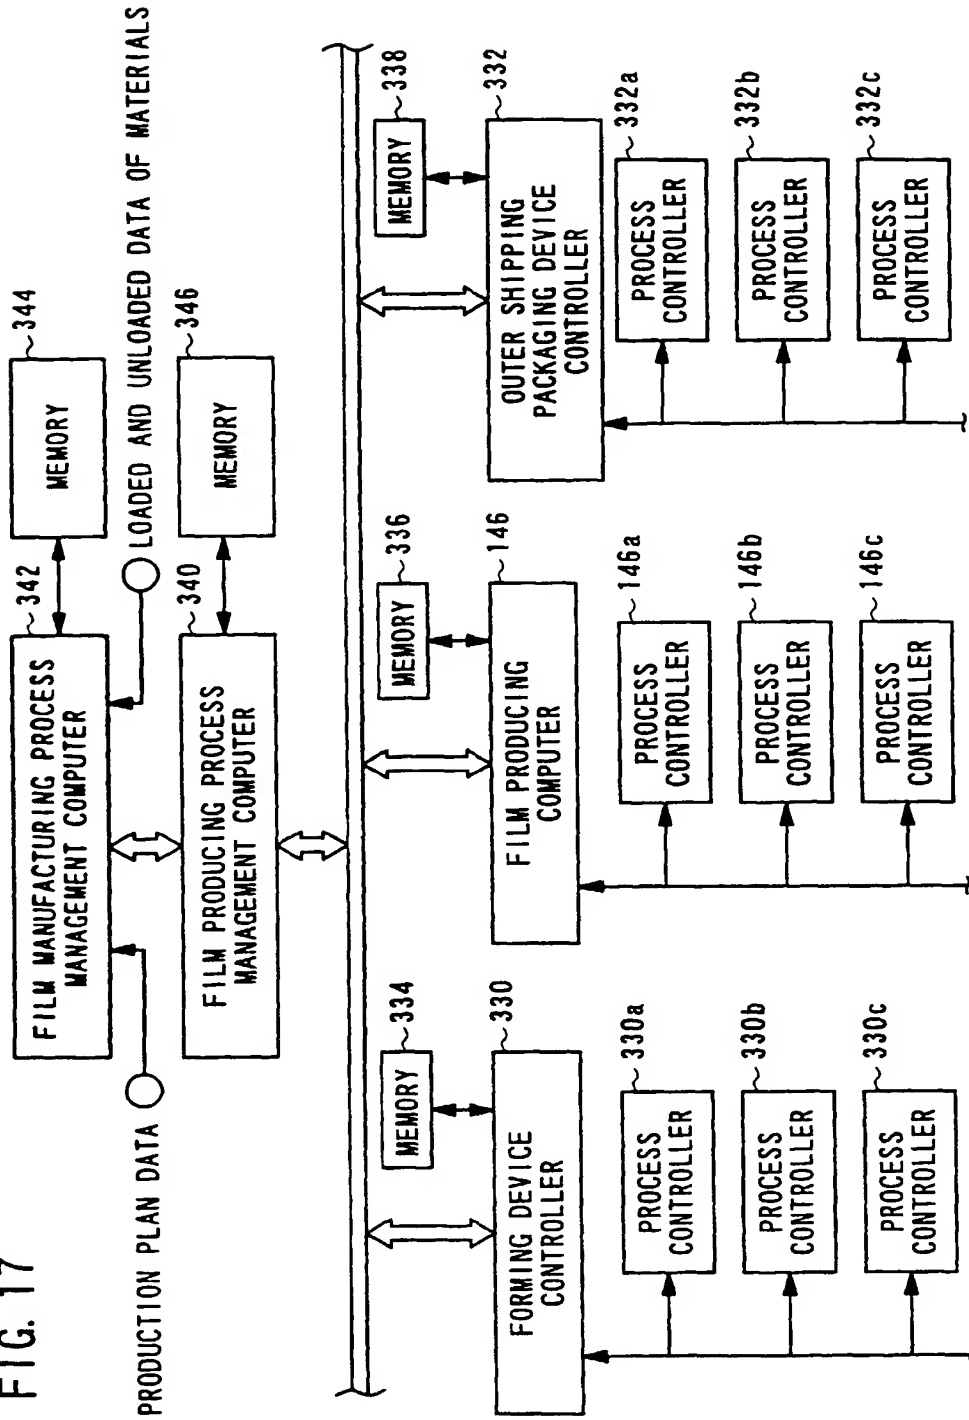 FIG. 17
PRODUCTION PLAN DATA
LOADED AND UNLOADED DATA OF MATERIALS
342
FILM MANUFACTURING PROCESS
MANAGEMENT COMPUTER
344
MEMORY
340
FILM PRODUCING PROCESS
MANAGEMENT COMPUTER
346
MEMORY
334
MEMORY
330
FORMING DEVICE
CONTROLLER
330a
PROCESS
CONTROLLER
330b
PROCESS
CONTROLLER
330c
PROCESS
CONTROLLER
336
MEMORY
146
FILM PRODUCING
COMPUTER
146a
PROCESS
CONTROLLER
146b
PROCESS
CONTROLLER
146c
PROCESS
CONTROLLER
338
MEMORY
332
OUTER SHIPPING
PACKAGING DEVICE
CONTROLLER
332a
PROCESS
CONTROLLER
332b
PROCESS
CONTROLLER
332c
PROCESS
CONTROLLER